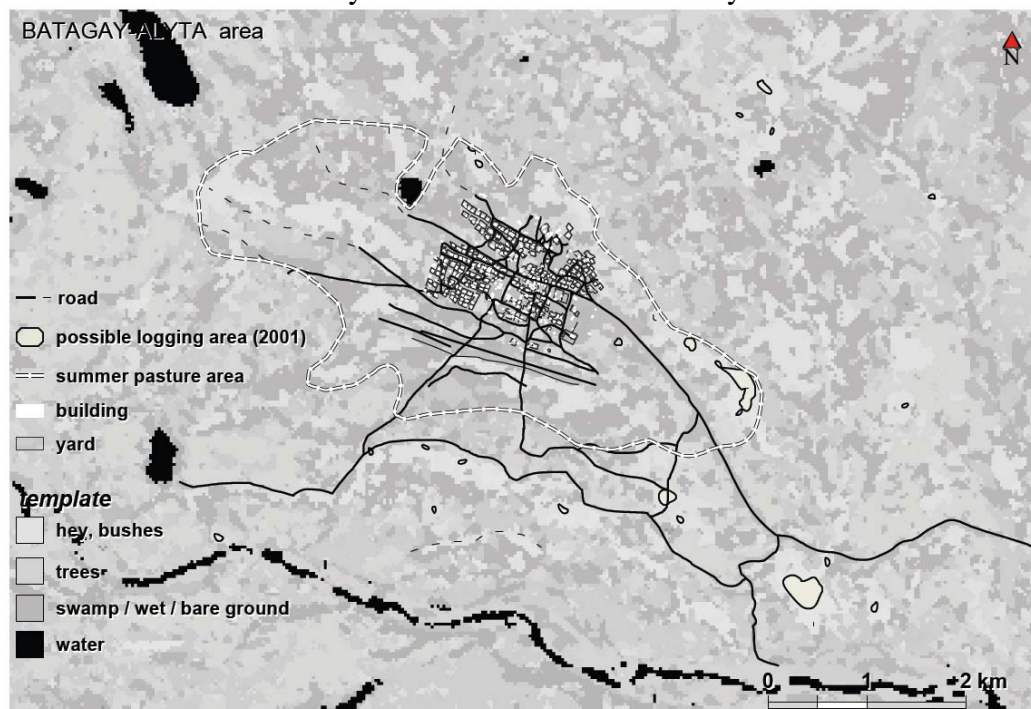 BATAGAY-ALYTA area
N
road
possible logging area (2001)
summer pasture area
building
yard
template
hey, bushes
trees
swamp / wet / bare ground
water
0 1 2 km